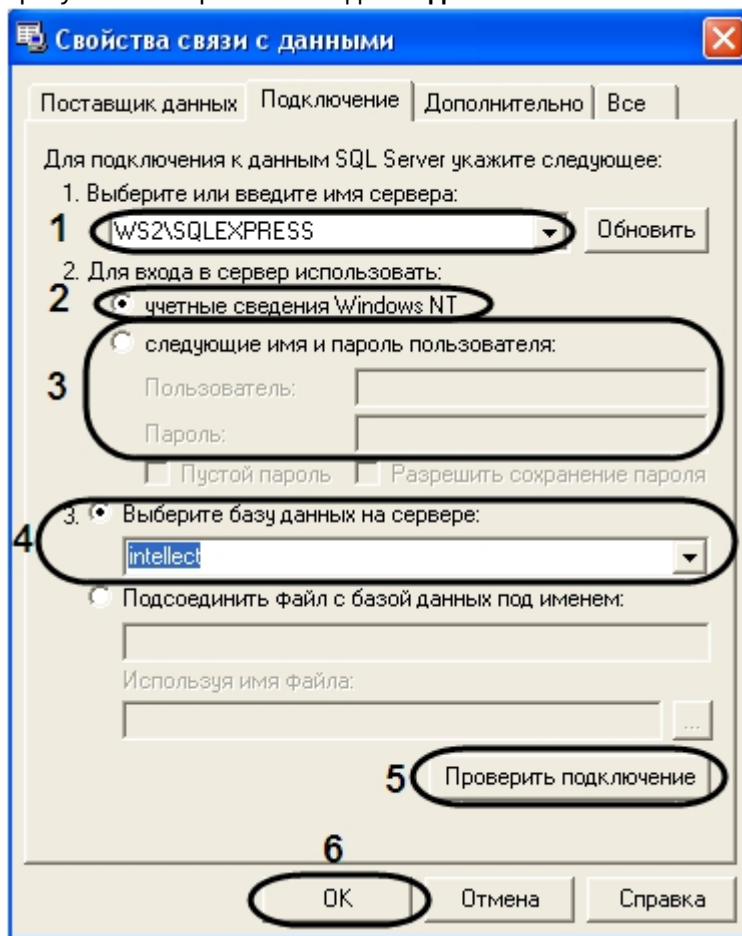 Свойства связи с данными
Поставщик данных Подключение Дополнительно Все
Для подключения к данным SQL Server укажите следующее:
1. Выберите или введите имя сервера:
1 WS2\SQLEXPRESS Обновить
2. Для входа в сервер использовать:
2 учетные сведения Windows NT
следующие имя и пароль пользователя:
3 Пользователь:
Пароль:
Пустой пароль Разрешить сохранение пароля
3. Выберите базу данных на сервере:
4 intellect
Подсоединить файл с базой данных под именем:
Используя имя файла:
...
5 Проверить подключение
6
OK Отмена Справка